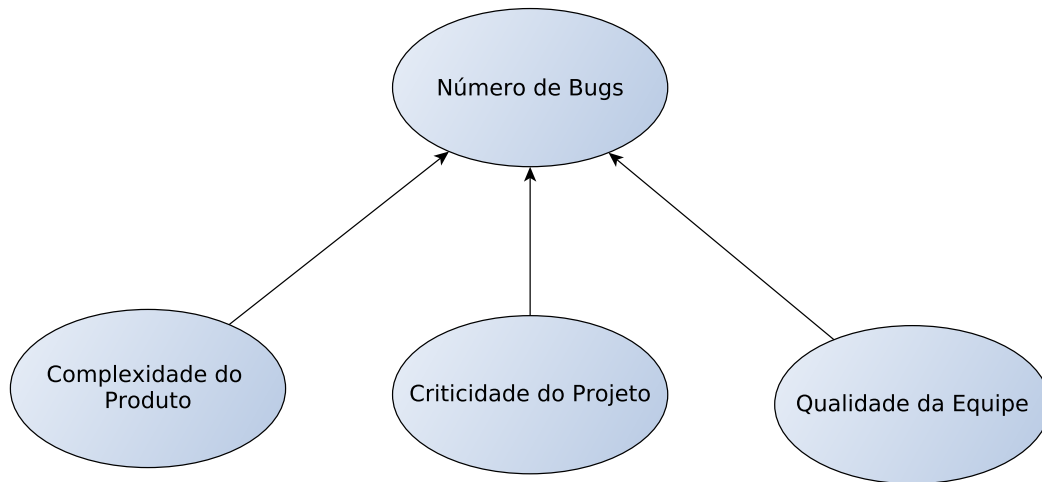 Número de Bugs
Complexidade do
Produto
Criticidade do Projeto
Qualidade da Equipe